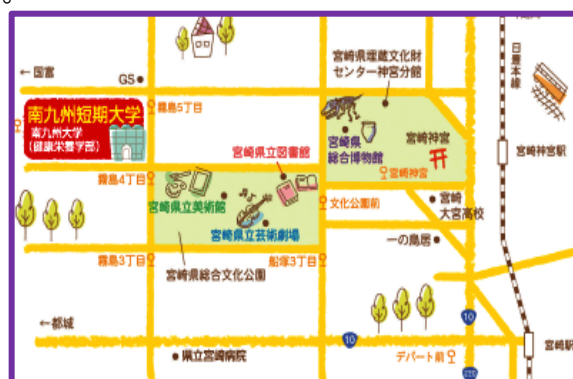 ← 国富
GS
霧島5丁目
南九州短期大学
南九州大学
(健康栄養学部)
霧島4丁目
宮崎県埋蔵文化財
センター神宮分館
宮崎県
総合博物館
宮崎神宮
宮崎神宮
日豊本線
宮崎神宮駅
宮崎県立図書館
宮崎県立美術館
宮崎県立芸術劇場
文化公園前
宮崎
大宮高校
一の鳥居
霧島3丁目
船塚3丁目
宮崎県総合文化公園
10
←都城
10
県立宮崎病院
デパート前
宮崎駅